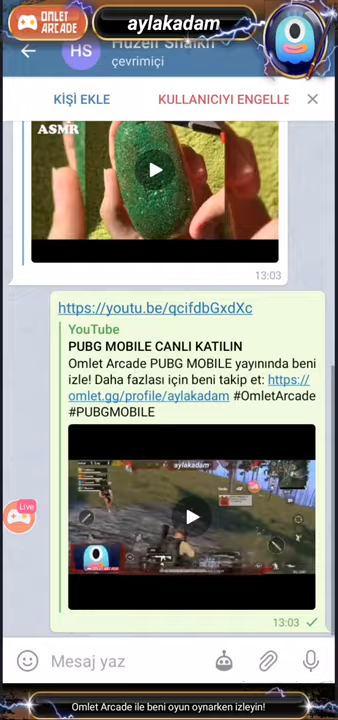 OMLET ARCADE
aylakadam
HS
Huzefi Shaikh
çevrimiçi
KİŞİ EKLE KULLANICIYI ENGELLE
ASMR
13:03
https://youtu.be/qcifdbGxdXc
YouTube
PUBG MOBILE CANLI KATILIN
Omlet Arcade PUBG MOBILE yayınında beni
izle! Daha fazlası için beni takip et: https://
omlet.gg/profile/aylakadam #OmletArcade
#PUBGMOBILE
aylakadam
Live
13:03
Mesaj yaz
Omlet Arcade ile beni oyun oynarken izleyin!